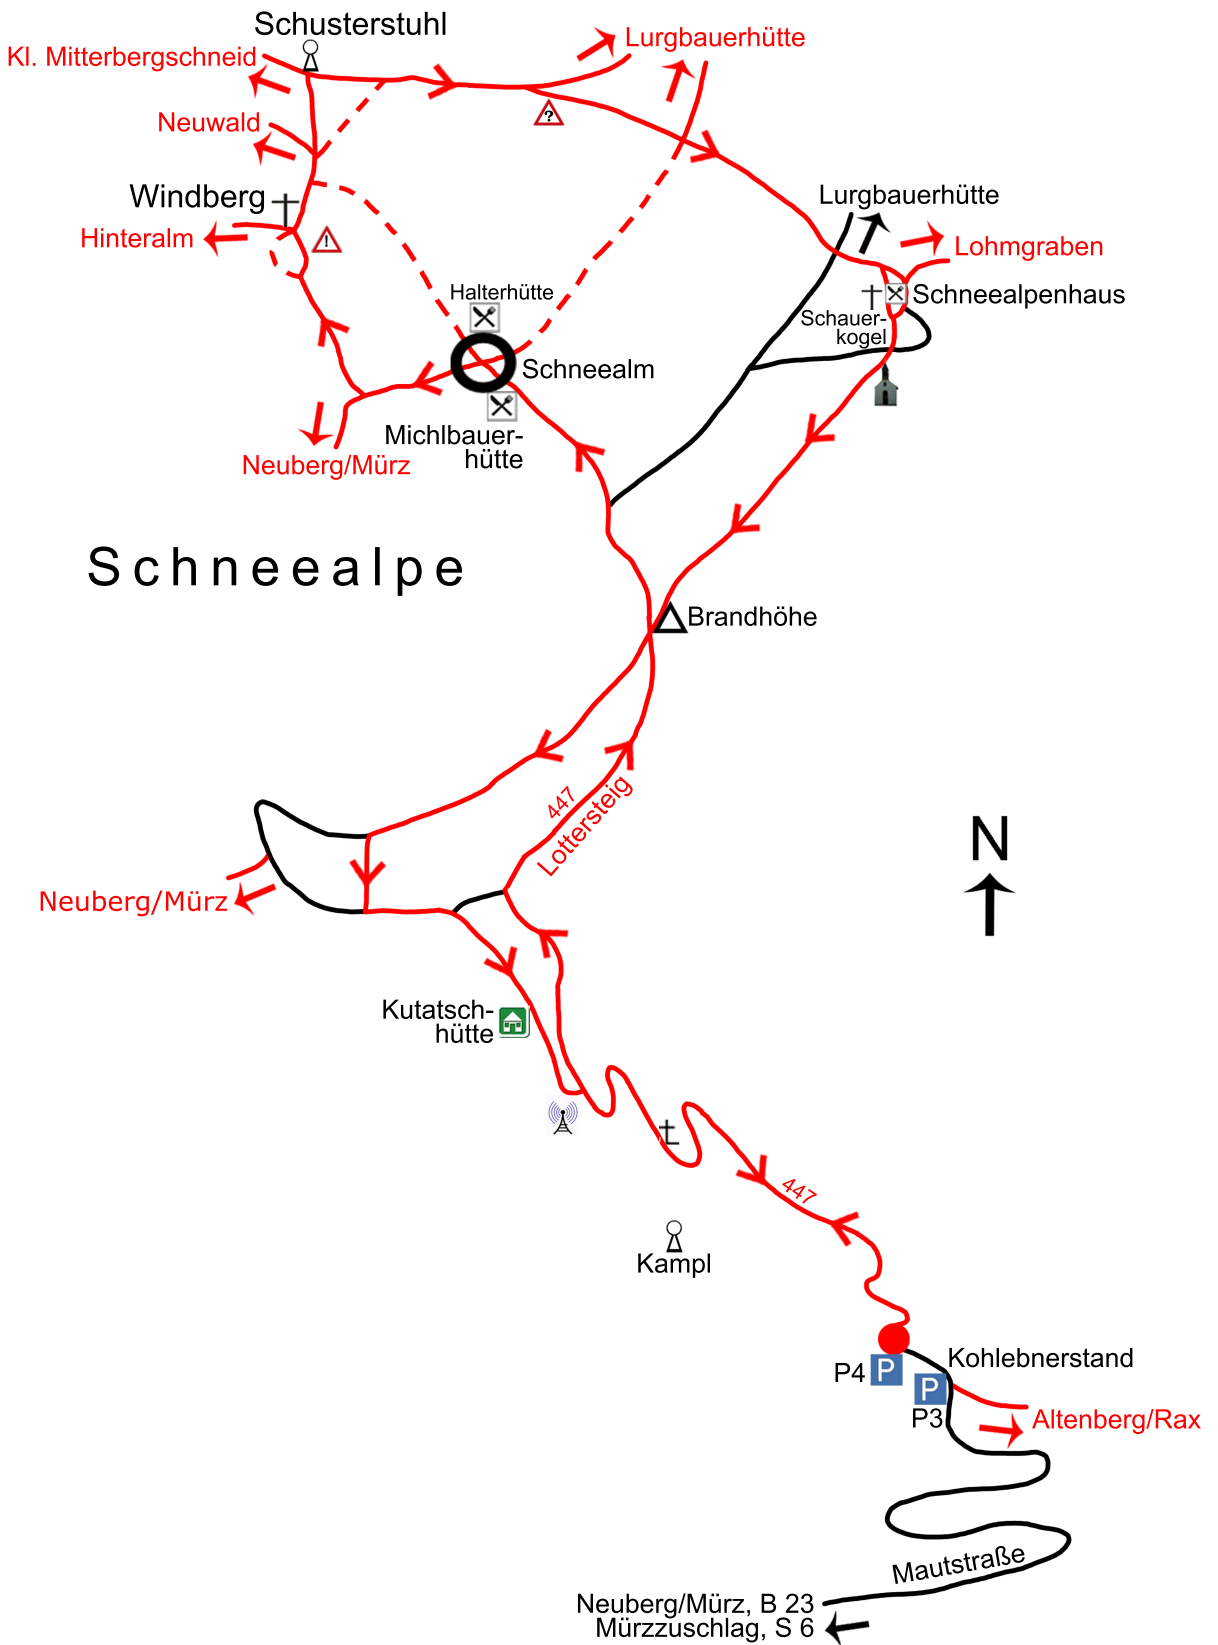 Schusterstuhl
Kl. Mitterbergschneid
Lurgbauerhütte
?
Neuwald
Windberg
Lurgbauerhütte
Hinteralm
!
Lohmgraben
Halterhütte
Schneealpenhaus
Schauer-
kogel
Schneealm
Michlbauer-
hütte
Neuberg/Mürz
Schneealpe
Brandhöhe
447
Lottersteig
N
Neuberg/Mürz
Kutatsch-
hütte
447
Kampl
Kohlebnerstand
P4
P
P
P3
Altenberg/Rax
Mautstraße
Neuberg/Mürz, B 23
Mürzzuschlag, S 6